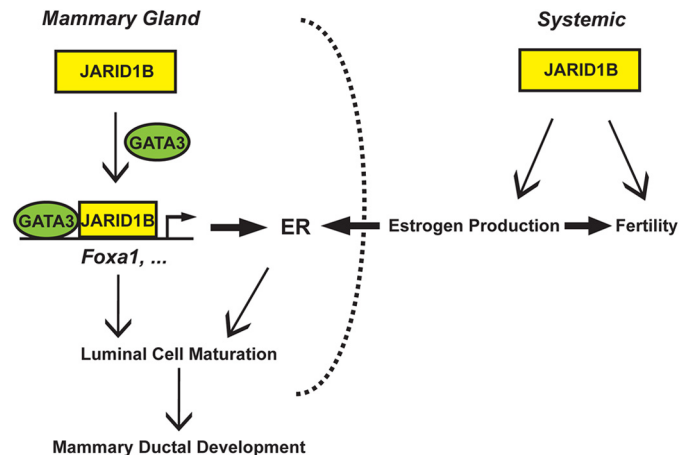 Mammary Gland
Systemic
JARID1B
JARID1B
GATA3
GATA3
JARID1B
Foxa1, ...
ER
Estrogen Production
Fertility
Luminal Cell Maturation
Mammary Ductal Development